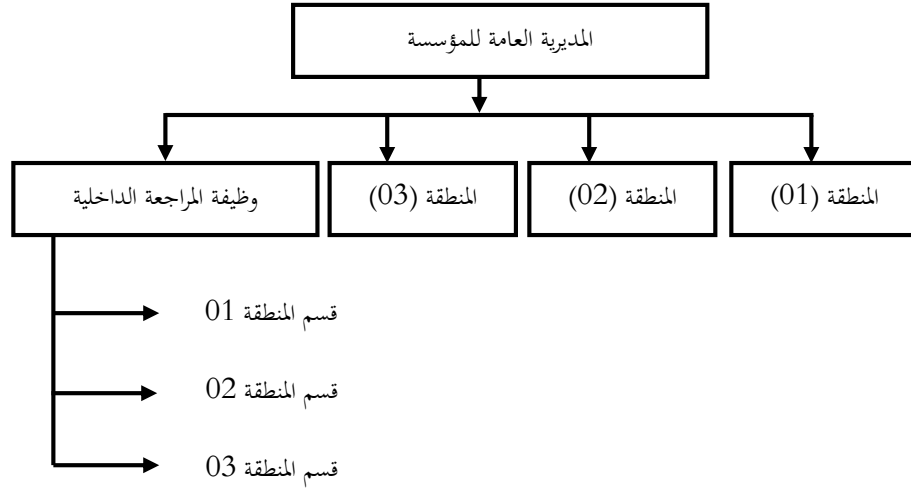 المديرية العامة للمؤسسة
المنطقة (01)
المنطقة (02)
المنطقة (03)
وظيفة المراجعة الداخلية
قسم المنطقة 01
قسم المنطقة 02
قسم المنطقة 03